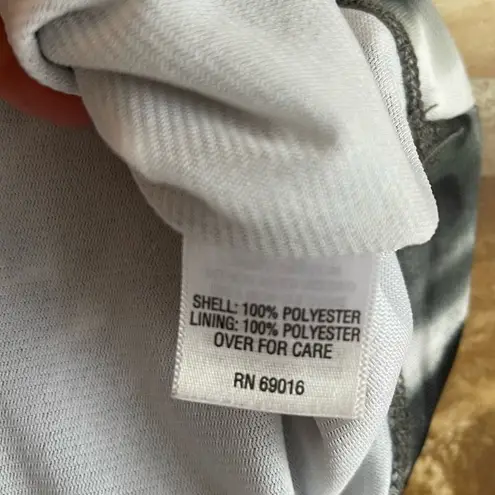 SHELL: 100% POLYESTER
LINING: 100% POLYESTER
OVER FOR CARE
RN 69016